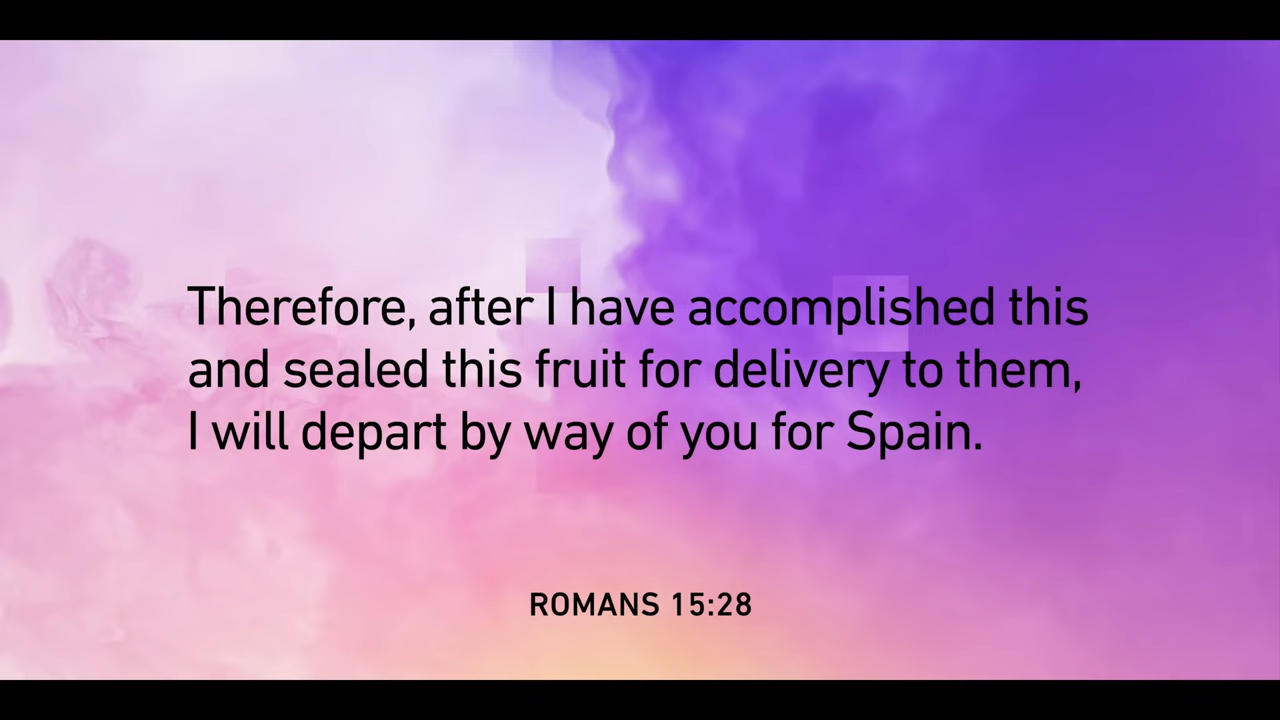 Therefore, after I have accomplished this
and sealed this fruit for delivery to them,
I will depart by way of you for Spain.
ROMANS 15:28